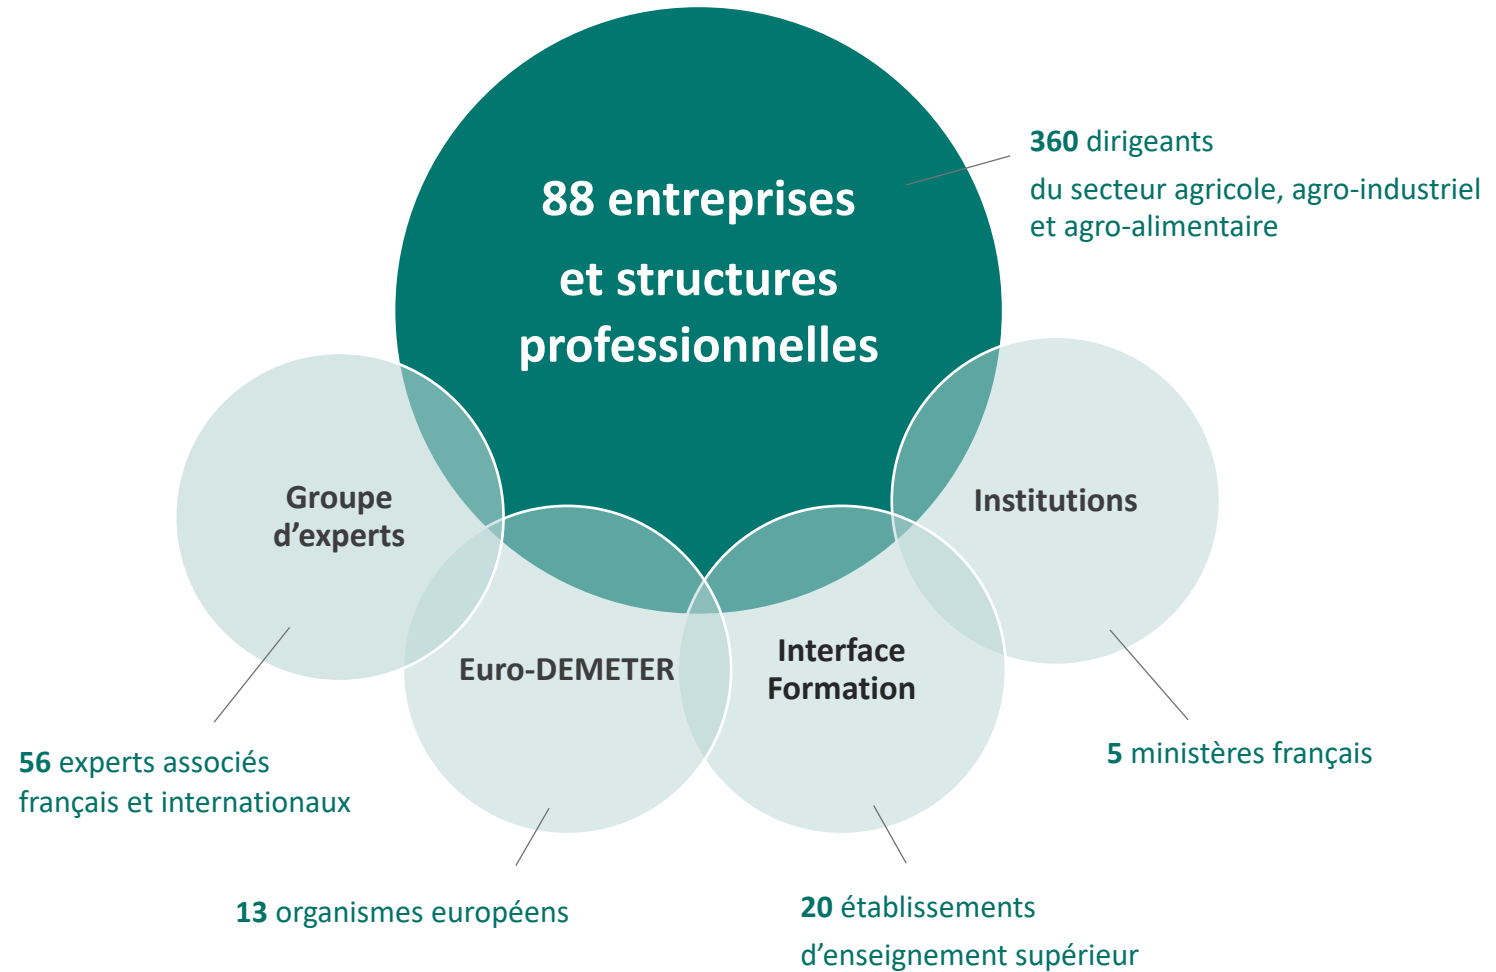 88 entreprises
et structures
professionnelles
360 dirigeants
du secteur agricole, agro-industriel
et agro-alimentaire
Groupe
d’experts
Institutions
Euro-DEMETER
Interface
Formation
56 experts associés
français et internationaux
5 ministères français
13 organismes européens
20 établissements
d’enseignement supérieur